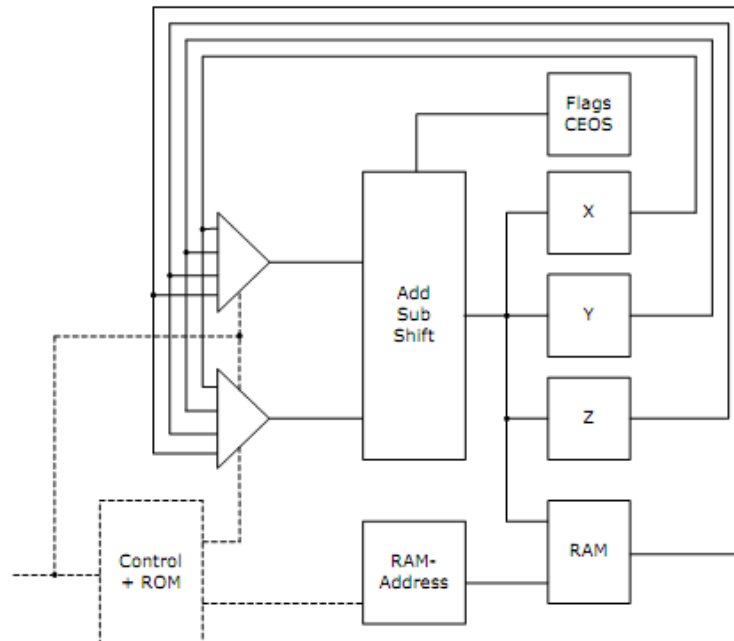 Flags
CEOS
X
Add
Sub
Shift
Y
Z
Control
+ ROM
RAM-
Address
RAM